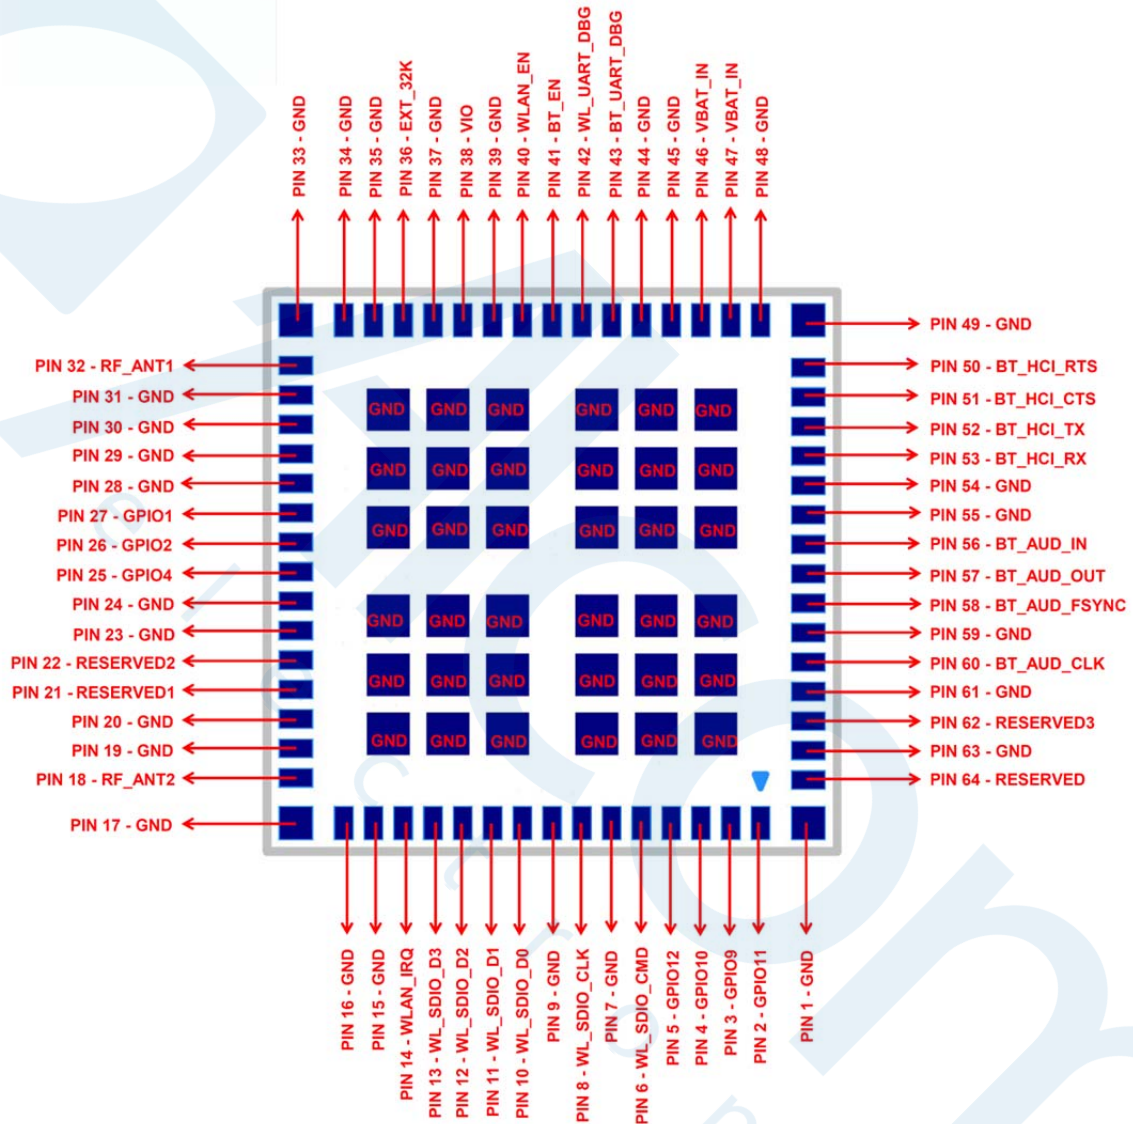 PIN 33 - GND
PIN 34 - GND
PIN 35 - GND
PIN 36 - EXT_32K
PIN 37 - GND
PIN 38 - VIO
PIN 39 - GND
PIN 40 - WLAN_EN
PIN 41 - BT_EN
PIN 42 - WL_UART_DBG
PIN 43 - BT_UART_DBG
PIN 44 - GND
PIN 45 - GND
PIN 46 - VBAT_IN
PIN 47 - VBAT_IN
PIN 48 - GND
PIN 32 - RF_ANT1
PIN 31 - GND
PIN 30 - GND
PIN 29 - GND
PIN 28 - GND
PIN 27 - GPIO1
PIN 26 - GPIO2
PIN 25 - GPIO4
PIN 24 - GND
PIN 23 - GND
PIN 22 - RESERVED2
PIN 21 - RESERVED1
PIN 20 - GND
PIN 19 - GND
PIN 18 - RF_ANT2
PIN 17 - GND
GND GND GND GND GND GND
GND GND GND GND GND GND
GND GND GND GND GND GND
GND GND GND GND GND GND
GND GND GND GND GND GND
GND GND GND GND GND GND
PIN 49 - GND
PIN 50 - BT_HCI_RTS
PIN 51 - BT_HCI_CTS
PIN 52 - BT_HCI_TX
PIN 53 - BT_HCI_RX
PIN 54 - GND
PIN 55 - GND
PIN 56 - BT_AUD_IN
PIN 57 - BT_AUD_OUT
PIN 58 - BT_AUD_FSYNC
PIN 59 - GND
PIN 60 - BT_AUD_CLK
PIN 61 - GND
PIN 62 - RESERVED3
PIN 63 - GND
PIN 64 - RESERVED
PIN 16 - GND
PIN 15 - GND
PIN 14 - WLAN_IRQ
PIN 13 - WL_SDIO_D3
PIN 12 - WL_SDIO_D2
PIN 11 - WL_SDIO_D1
PIN 10 - WL_SDIO_D0
PIN 9 - GND
PIN 8 - WL_SDIO_CLK
PIN 7 - GND
PIN 6 - WL_SDIO_CMD
PIN 5 - GPIO12
PIN 4 - GPIO10
PIN 3 - GPIO9
PIN 2 - GPIO11
PIN 1 - GND